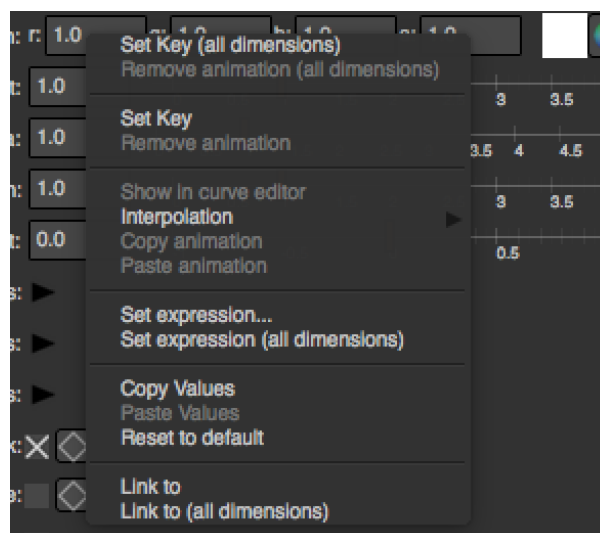 n: r: 1.0
Set Key (all dimensions)
Remove animation (all dimensions)
t: 1.0
3 3.5
Set Key
a: 1.0
Remove animation
3.5 4 4.5
n: 1.0
Show in curve editor
3 3.5
Interpolation
t: 0.0
Copy animation
0.5
Paste animation
s:
Set expression...
s:
Set expression (all dimensions)
s:
Copy Values
Paste Values
Reset to default
Link to
e:
Link to (all dimensions)